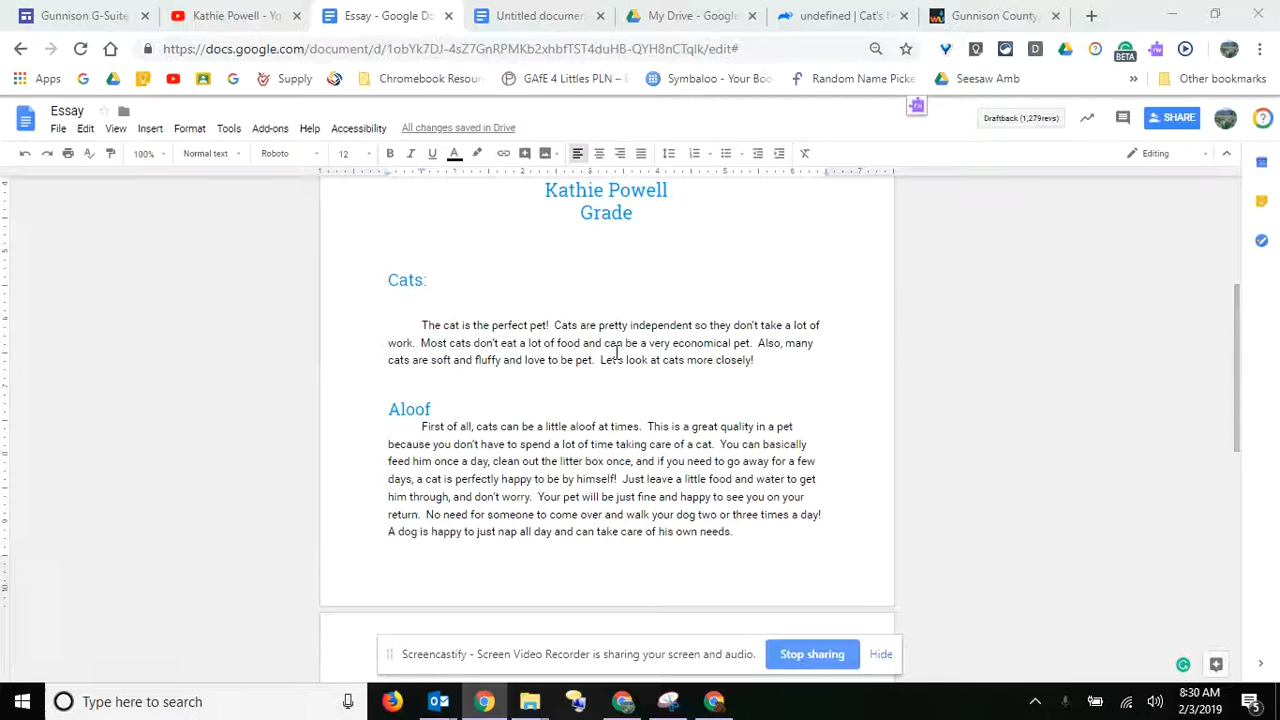 Gunnison G-Suite
Kathie Powell - Yo
Essay - Google Do
Untitled documen
My Drive - Google
undefined | Cat's
Gunnison County,
https://docs.google.com/document/d/1obYk7DJ-4sZ7GnRPMKb2xhbfTST4duHB-QYH8nCTqlk/edit#
BETA
Apps
Supply
Chromebook Resour
GAfE 4 Littles PLN –
Symbaloo - Your Boo
Random Name Picke
Seesaw Amb
Other bookmarks
Essay
rw
File Edit View Insert Format Tools Add-ons Help Accessibility All changes saved in Drive
Draftback (1,279revs)
SHARE
100% Normal text Roboto 12 Editing
1 1 2 3 4 5 6 7
Kathie Powell
Grade
Cats:
The cat is the perfect pet! Cats are pretty independent so they don't take a lot of
work. Most cats don't eat a lot of food and can be a very economical pet. Also, many
cats are soft and fluffy and love to be pet. Let's look at cats more closely!
Aloof
First of all, cats can be a little aloof at times. This is a great quality in a pet
because you don't have to spend a lot of time taking care of a cat. You can basically
feed him once a day, clean out the litter box once, and if you need to go away for a few
days, a cat is perfectly happy to be by himself! Just leave a little food and water to get
him through, and don't worry. Your pet will be just fine and happy to see you on your
return. No need for someone to come over and walk your dog two or three times a day!
A dog is happy to just nap all day and can take care of his own needs.
Screencastify - Screen Video Recorder is sharing your screen and audio. Stop sharing Hide
Type here to search
8:30 AM
2/3/2019
5